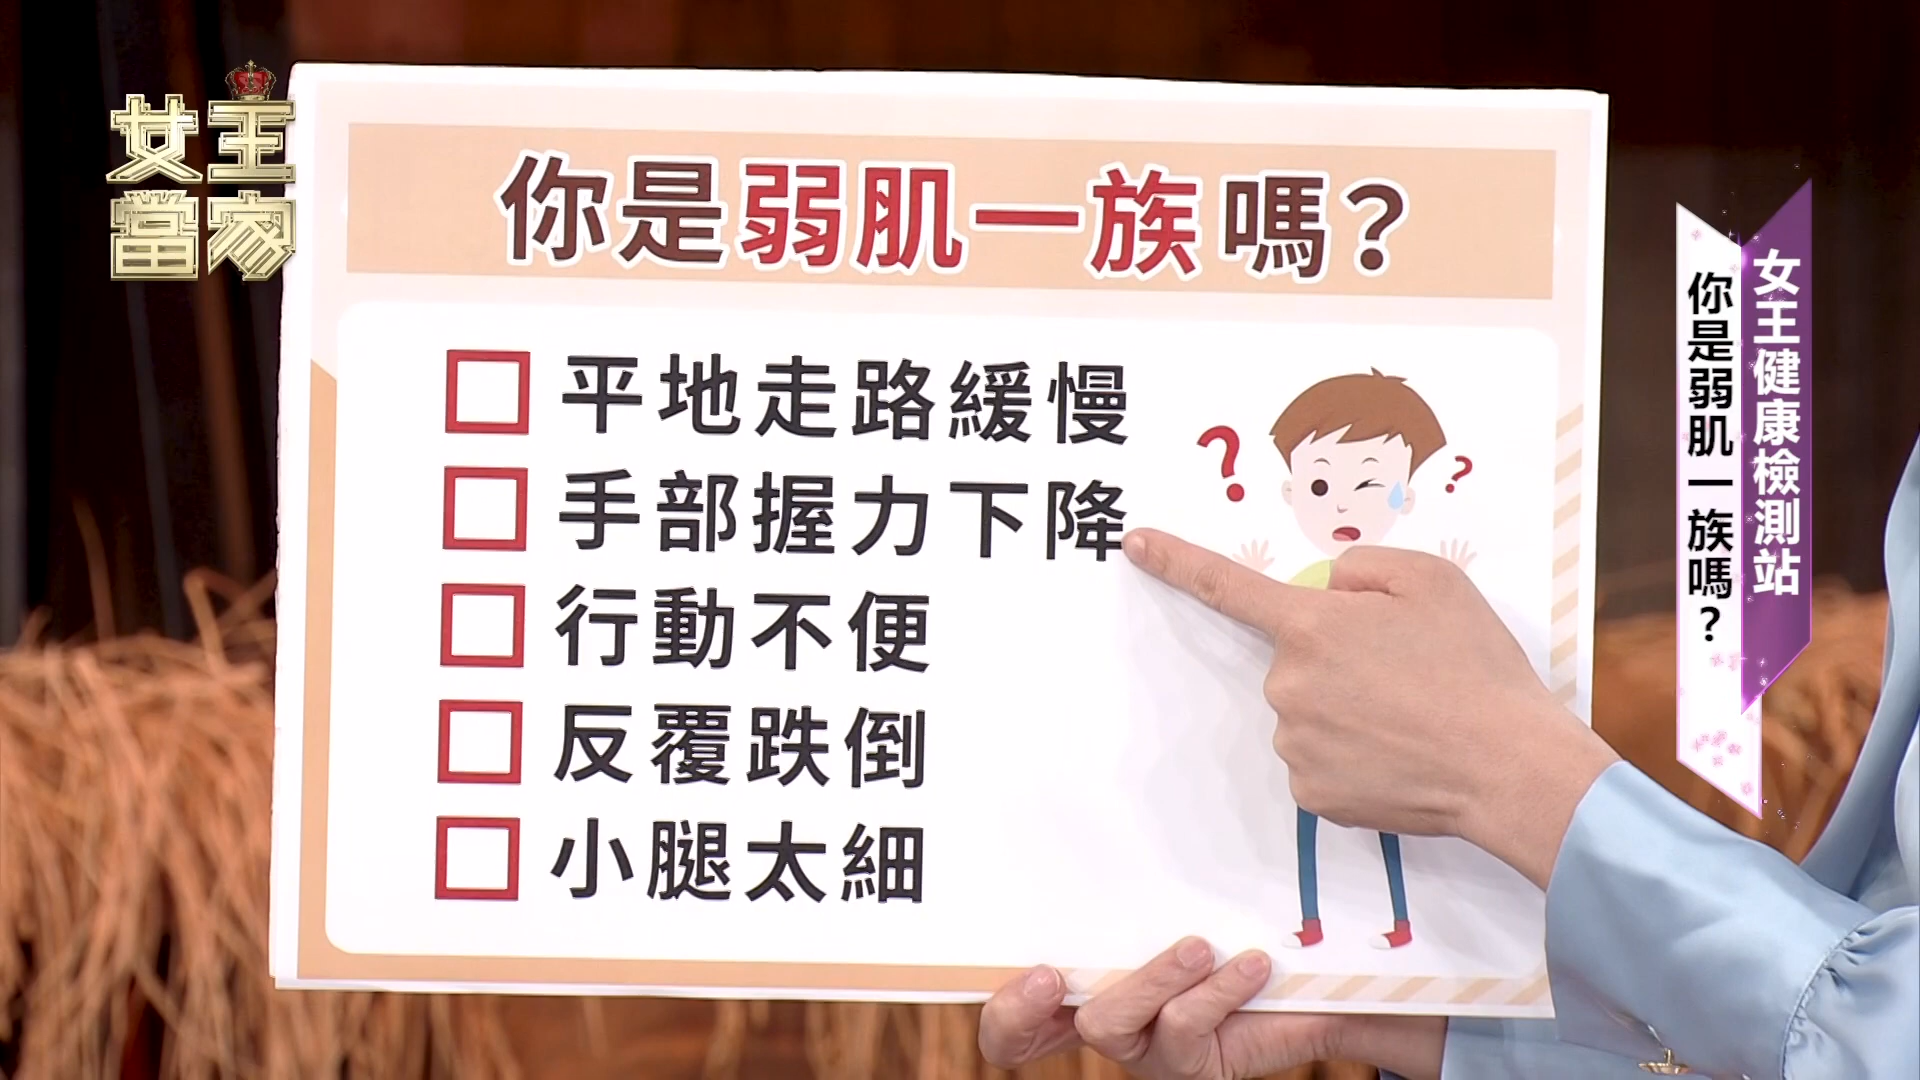 女王
當家
你是弱肌一族嗎?
平地走路緩慢
手部握力下降
行動不便
反覆跌倒
小腿太細
?
?
女王健康檢測站
你是弱肌一族嗎?